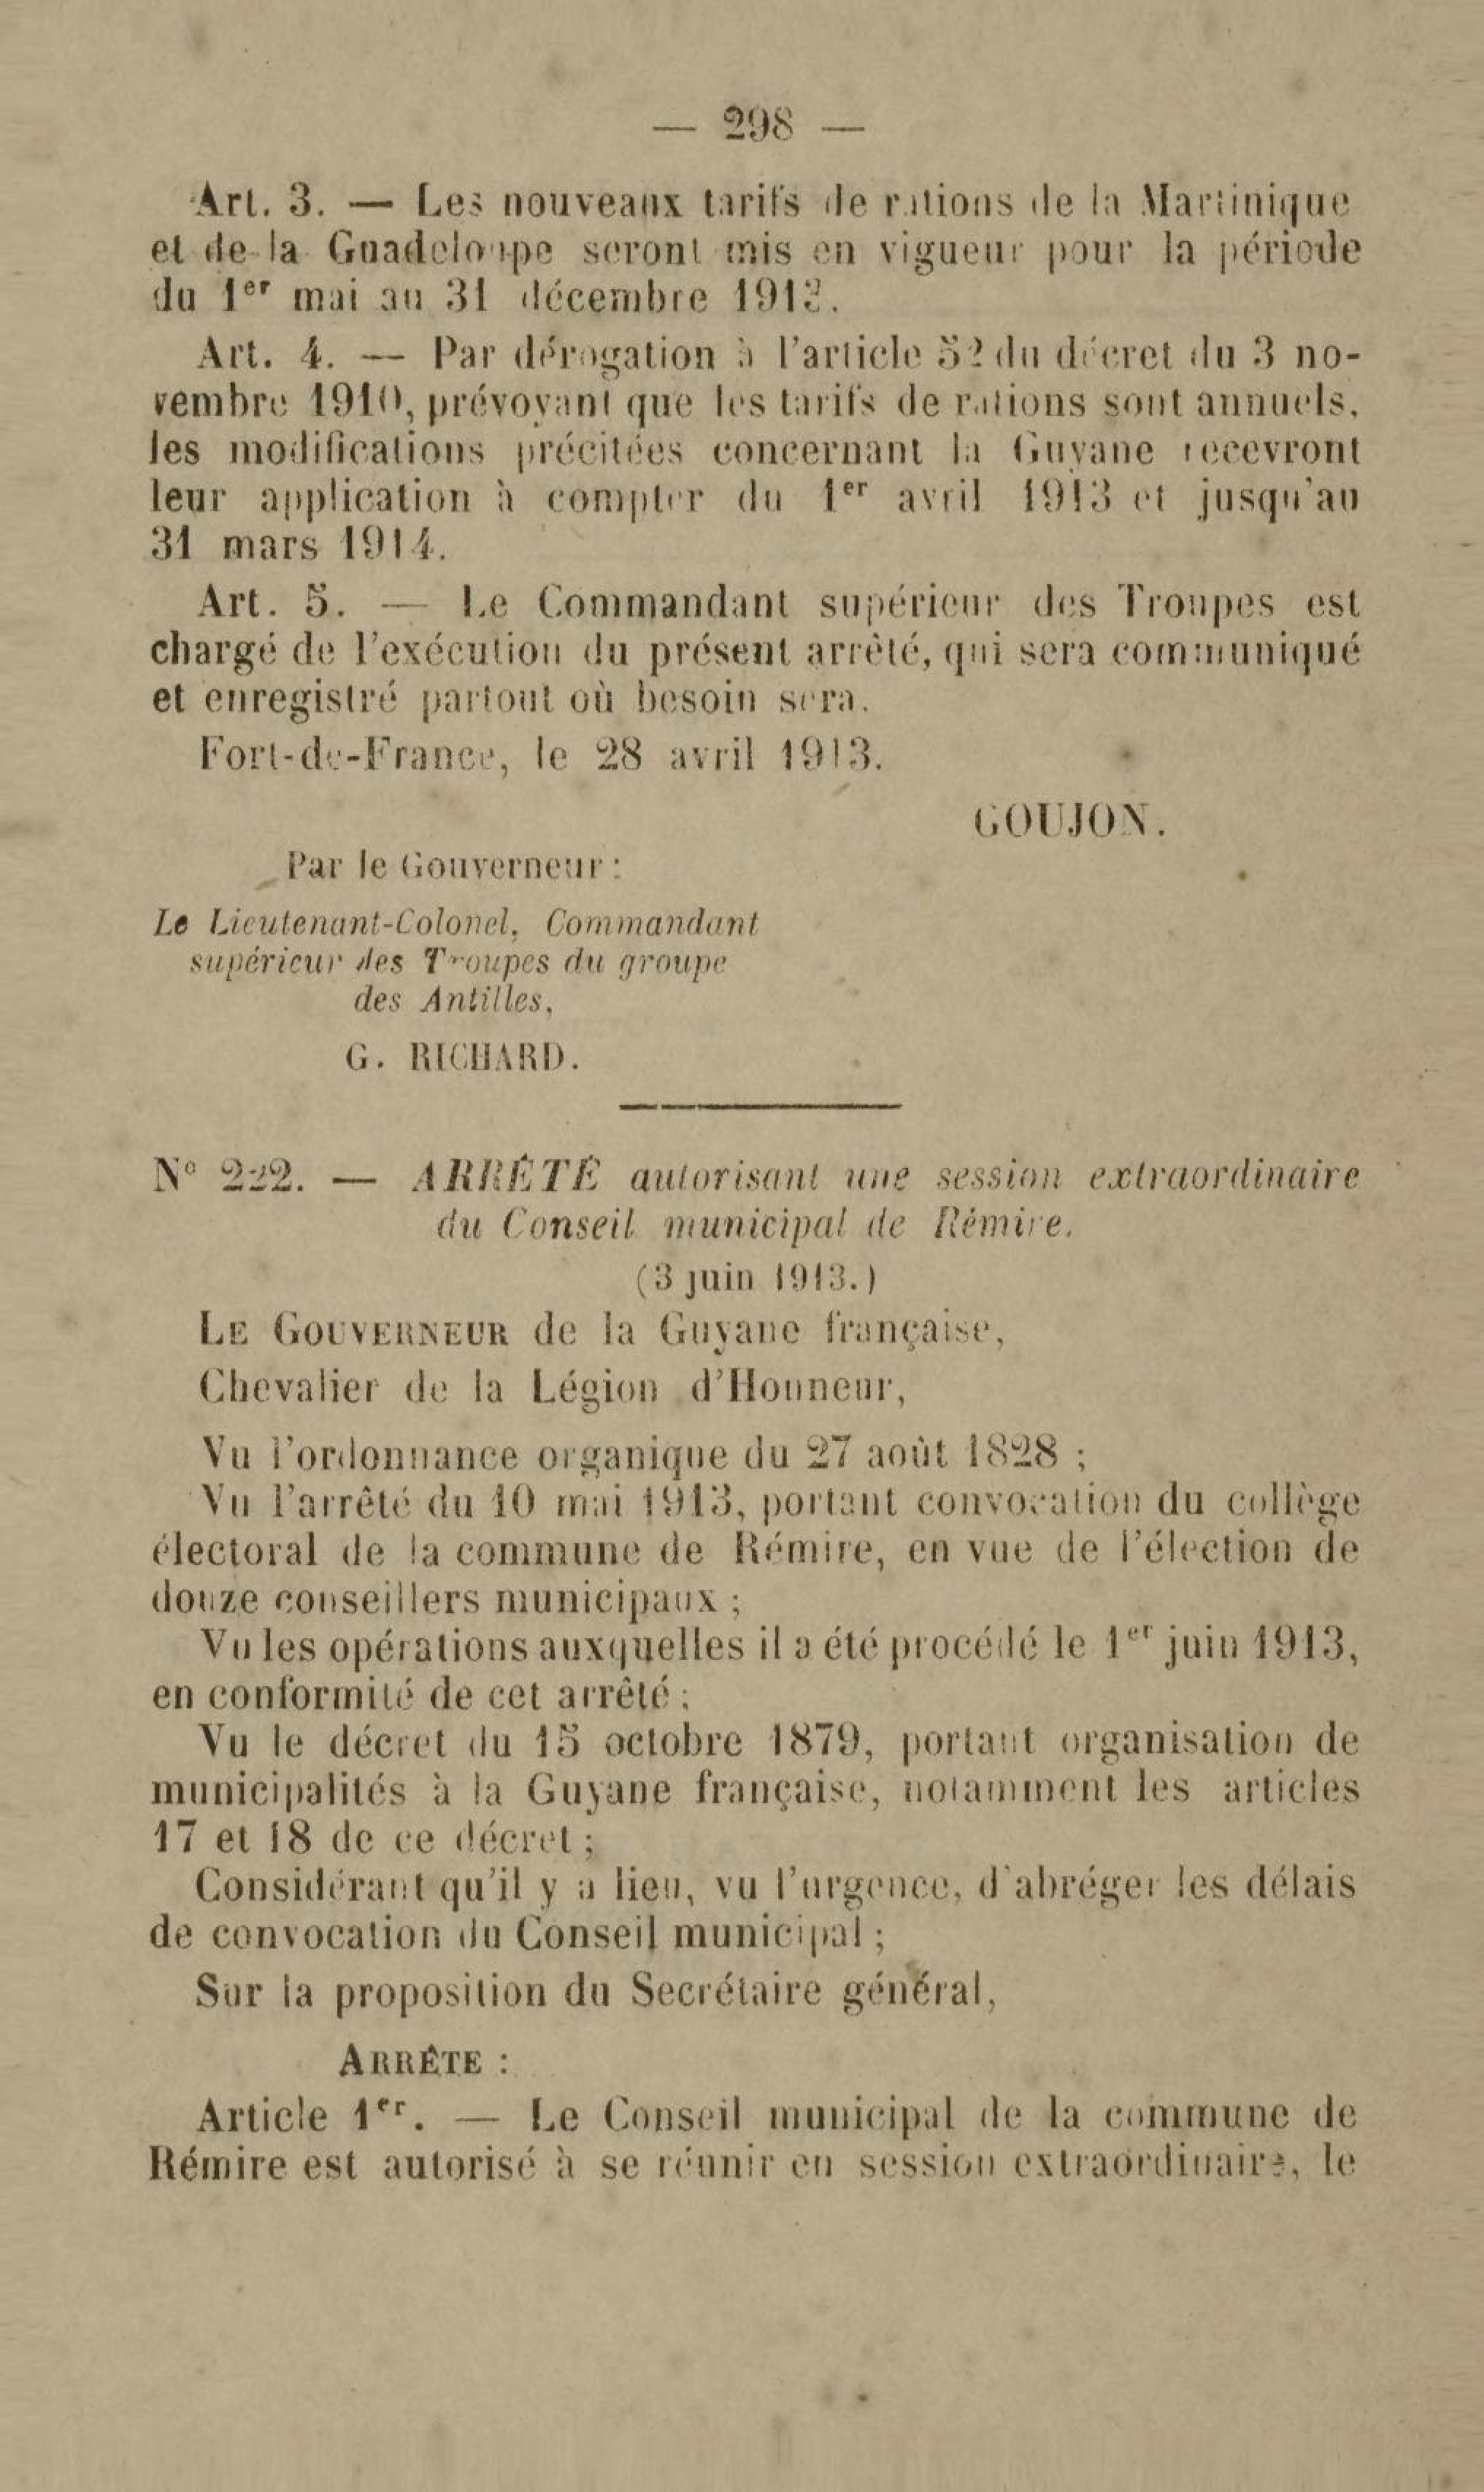 — 298 —
Art. 3. — Les nouveaux tarifs de rations de la Martinique
et de la Guadeloupe seront mis en vigueur pour la période
du 1er mai au 31 décembre
Art. 4. — Par dérogation à l'article 52 du décret du 3 no-
vembre 1910, prévoyant que les tarifs de rations sont annuels,
les modifications précitées concernant la Guyane recevront
leur application à compter du 1er avril 1913 et jusqu'au
31 mars 1914.
Art. 5. — Le Commandant supérieur des Troupes est
chargé de l'exécution du présent arrêté, qui sera communiqué
et enregistré partout où besoin sera.
Fort-de-France, le 28 avril 1913.
GOUJON.
Par le Gouverneur :
Le Lieutenant-Colonel, Commandant
supérieur des Troupes du groupe
des Antilles,
G. RICHARD.
N° 222. — ARRÊTÉ autorisant une session extraordinaire
du Conseil municipal de Rémire.
(3 juin 1913.)
LE GOUVERNEUR de la Guyane française,
Chevalier de la Légion d'Honneur,
Vu l'ordonnance organique du 27 août 1828 ;
Vu l'arrêté du 10 mai 1913, portant convocation du collège
électoral de la commune de Rémire, en vue de l'élection de
douze conseillers municipaux ;
Vu les opérations auxquelles il a été procédé le 1er juin 1913,
en conformité de cet arrêté ;
Vu le décret du 15 octobre 1879, portant organisation de
municipalités à la Guyane française, notamment les articles
17 et 18 de ce décret ;
Considérant qu'il y a lieu, vu l'urgence, d'abréger les délais
de convocation du Conseil municipal ;
Sur la proposition du Secrétaire général,
ARRÊTE :
Article 1er. — Le Conseil municipal de la commune de
Rémire est autorisé à se réunir en session extraordinaire, le